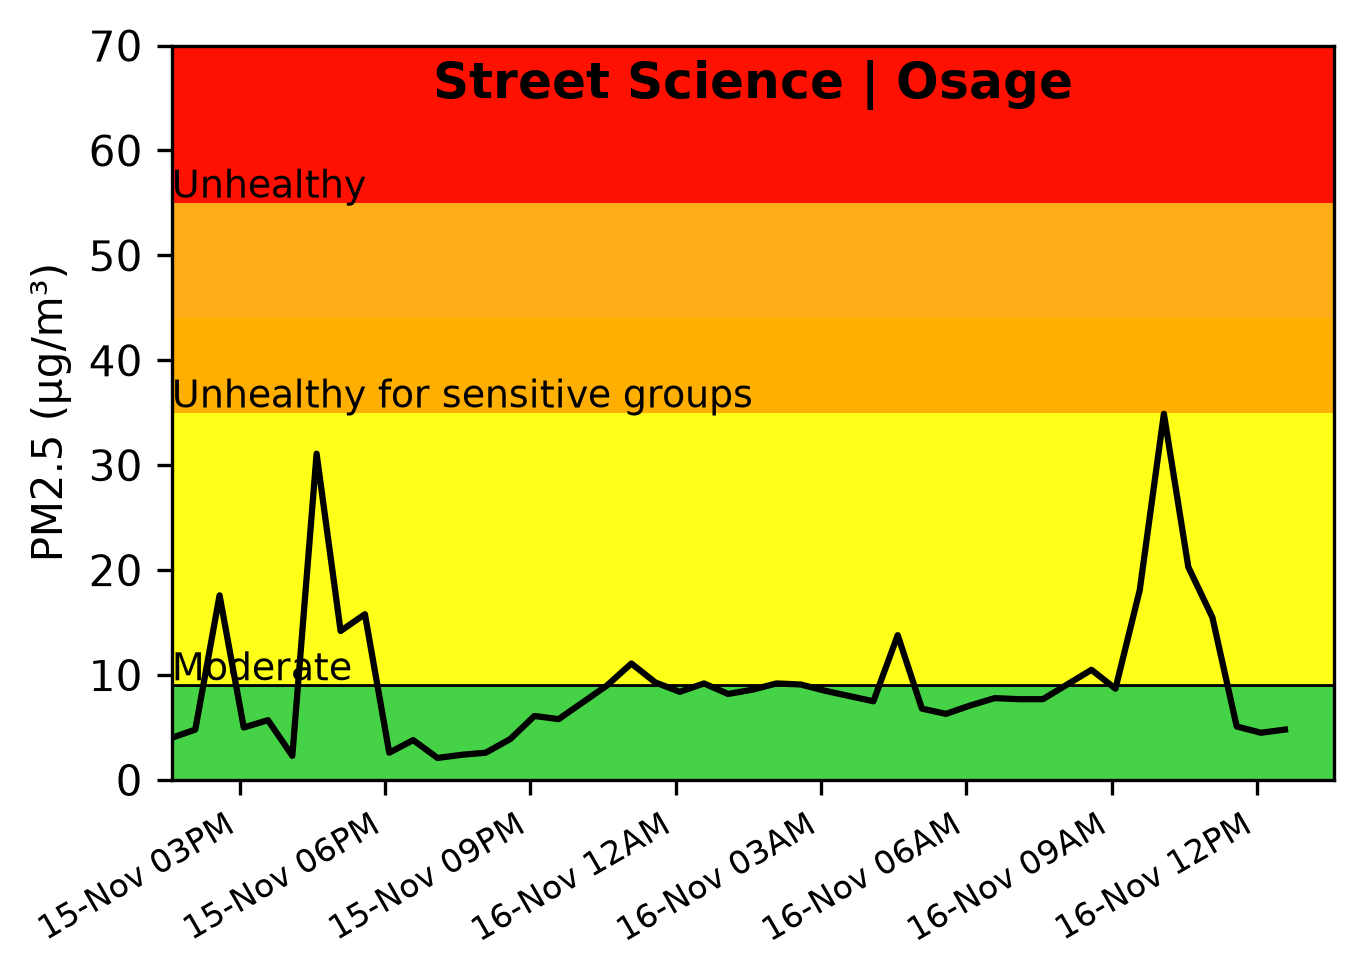 Street Science | Osage
PM2.5 (µg/m³)
70
60
50
40
30
20
10
0
Unhealthy
Unhealthy for sensitive groups
Moderate
15-Nov 03PM
15-Nov 06PM
15-Nov 09PM
16-Nov 12AM
16-Nov 03AM
16-Nov 06AM
16-Nov 09AM
16-Nov 12PM